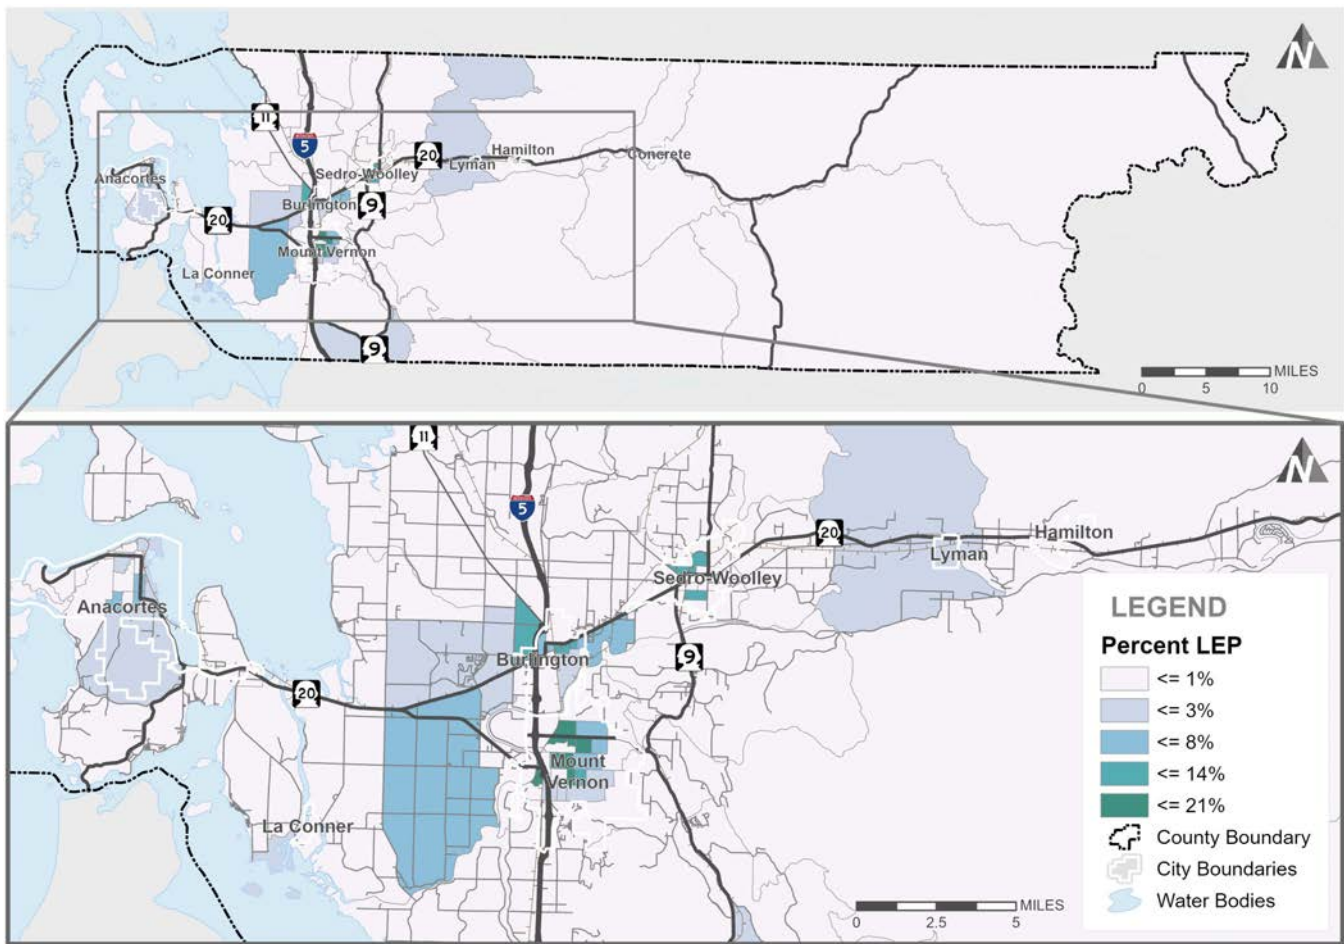 N
11
5
20
Hamilton
Lyman
Concrete
Sedro-Woolley
Anacortes
Burlington
9
20
Mount Vernon
La Conner
9
MILES
0 5 10
11
N
5
20
Hamilton
Lyman
Sedro-Woolley
Anacortes
LEGEND
Percent LEP
<= 1%
<= 3%
<= 8%
<= 14%
<= 21%
County Boundary
City Boundaries
Water Bodies
Burlington
9
20
Mount
Vernon
La Conner
MILES
0 2.5 5